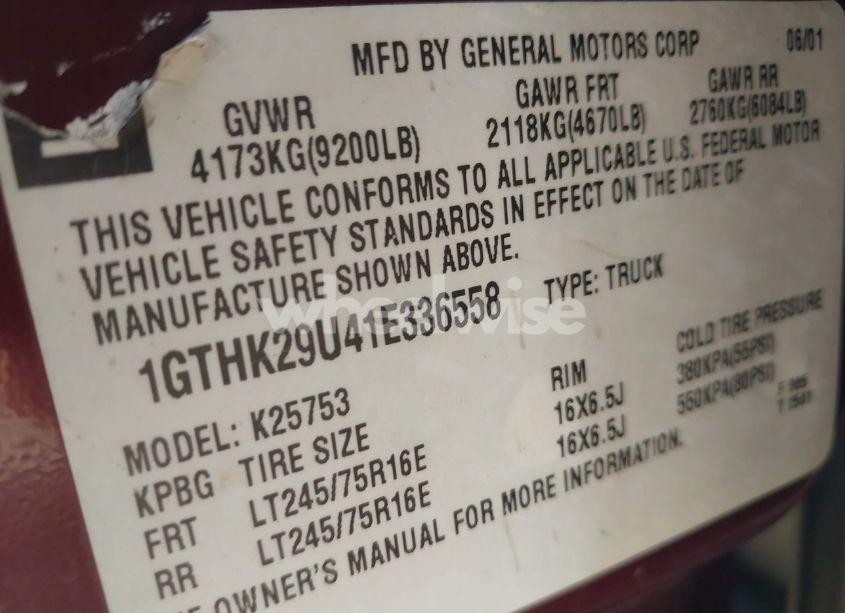 MFD BY GENERAL MOTORS CORP 06/01
GVWR GAWR FRT GAWR RR
4173KG(9200LB) 2118KG(4670LB) 2760KG(6084LB)
THIS VEHICLE CONFORMS TO ALL APPLICABLE U.S. FEDERAL MOTOR
VEHICLE SAFETY STANDARDS IN EFFECT ON THE DATE OF
MANUFACTURE SHOWN ABOVE.
1GTHK29U41E336558 TYPE: TRUCK
wheelwise
MODEL: K25753
KPBG TIRE SIZE RIM COLD TIRE PRESSURE
FRT LT245/75R16E 16X6.5J 380KPA(55PSI)
RR LT245/75R16E 16X6.5J 550KPA(80PSI)
OWNER'S MANUAL FOR MORE INFORMATION.